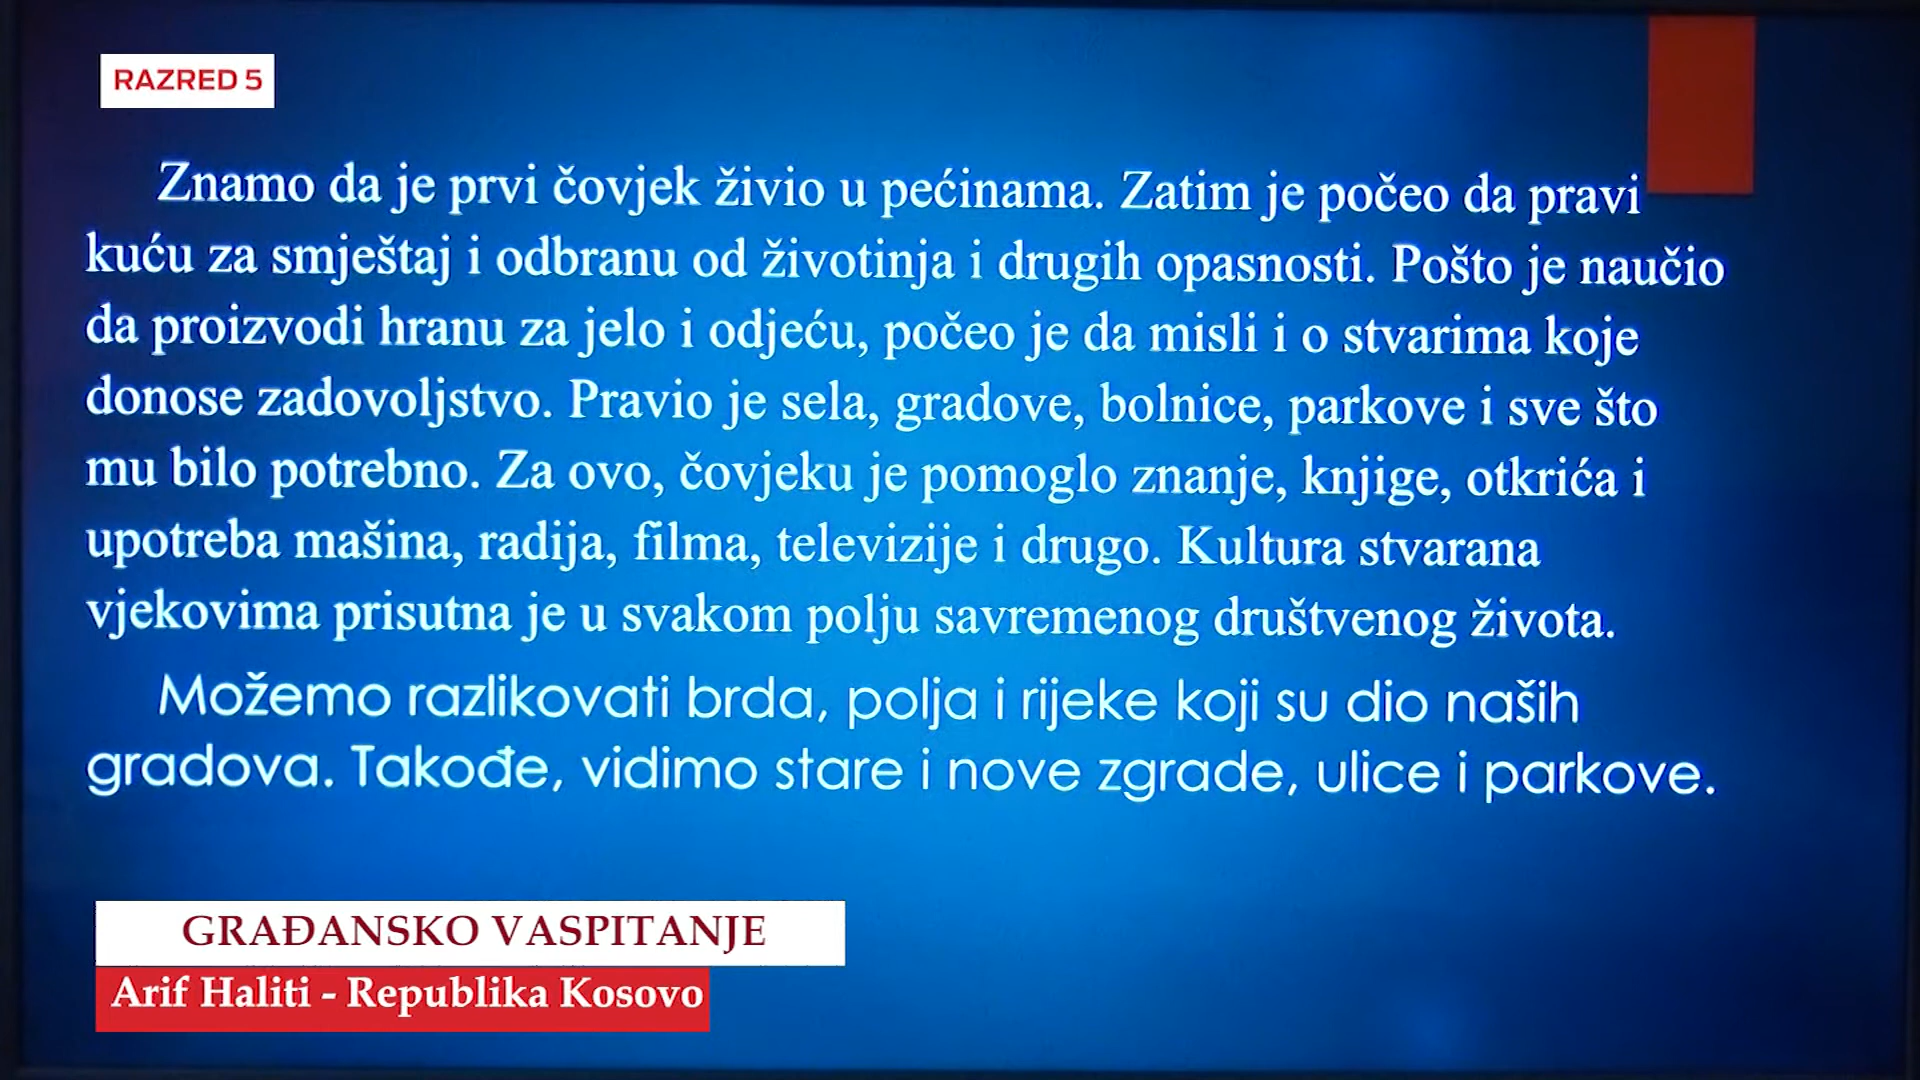 RAZRED 5
Znamo da je prvi čovjek živio u pećinama. Zatim je počeo da pravi
kuću za smještaj i odbranu od životinja i drugih opasnosti. Pošto je naučio
da proizvodi hranu za jelo i odjeću, počeo je da misli i o stvarima koje
donose zadovoljstvo. Pravio je sela, gradove, bolnice, parkove i sve što
mu bilo potrebno. Za ovo, čovjeku je pomoglo znanje, knjige, otkrića i
upotreba mašina, radija, filma, televizije i drugo. Kultura stvarana
vjekovima prisutna je u svakom polju savremenog društvenog života.
Možemo razlikovati brda, polja i rijeke koji su dio naših
gradova. Takođe, vidimo stare i nove zgrade, ulice i parkove.
GRAĐANSKO VASPITANJE
Arif Haliti - Republika Kosovo